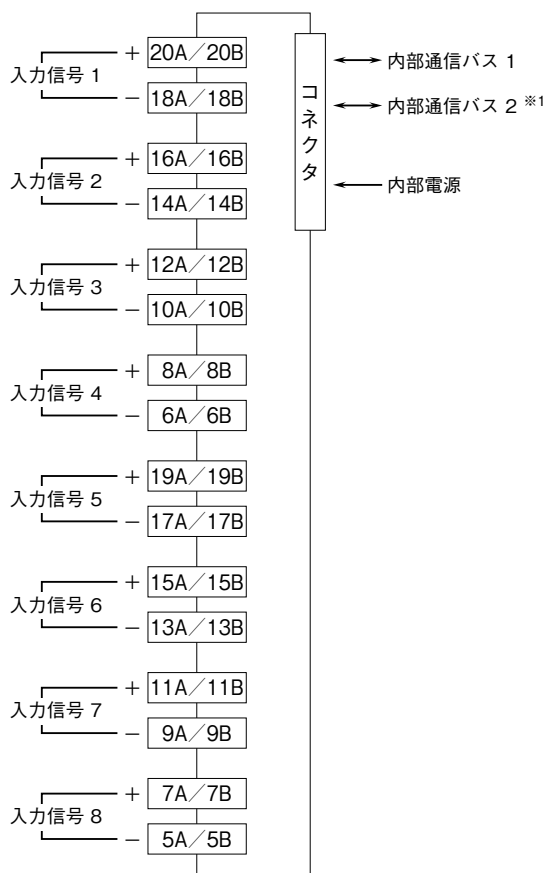 入力信号 1
+ 20A/20B
− 18A/18B
入力信号 2
+ 16A/16B
− 14A/14B
入力信号 3
+ 12A/12B
− 10A/10B
入力信号 4
+ 8A/8B
− 6A/6B
入力信号 5
+ 19A/19B
− 17A/17B
入力信号 6
+ 15A/15B
− 13A/13B
入力信号 7
+ 11A/11B
− 9A/9B
入力信号 8
+ 7A/7B
− 5A/5B
コネクタ
内部通信バス 1
内部通信バス 2 ※1
内部電源